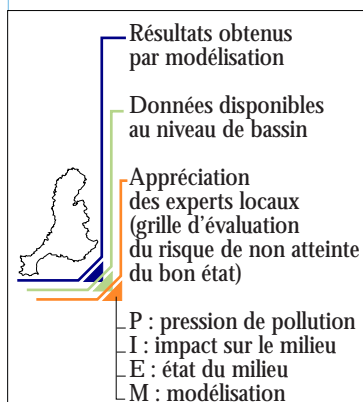 Résultats obtenus
par modélisation
Données disponibles
au niveau de bassin
Appréciation
des experts locaux
(grille d'évaluation
du risque de non atteinte
du bon état)
P : pression de pollution
I : impact sur le milieu
E : état du milieu
M : modélisation